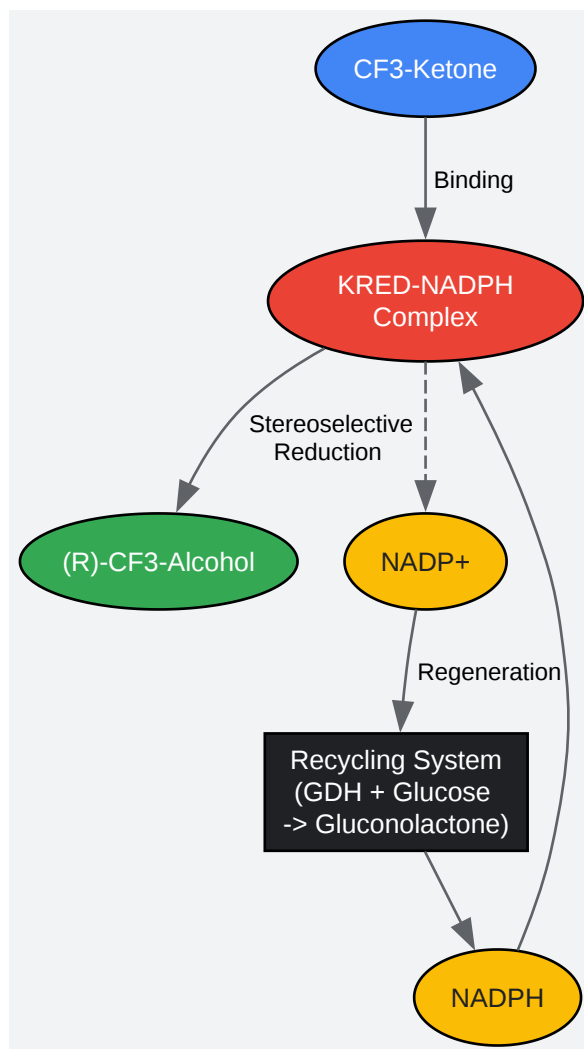 CF3-Ketone
Binding
KRED-NADPH
Complex
Stereoselective
Reduction
(R)-CF3-Alcohol
NADP+
Regeneration
Recycling System
(GDH + Glucose
-> Gluconolactone)
NADPH